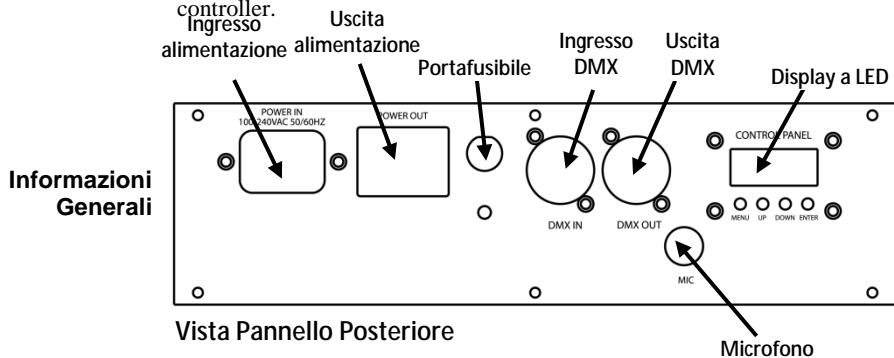 controller.
Ingresso
alimentazione
Uscita
alimentazione
Portafusibile
Ingresso
DMX
Uscita
DMX
Display a LED
POWER IN
100-240VAC 50/60HZ
POWER OUT
CONTROL PANEL
Informazioni
Generali
MENU UP DOWN ENTER
DMX IN
DMX OUT
MIC
Vista Pannello Posteriore
Microfono